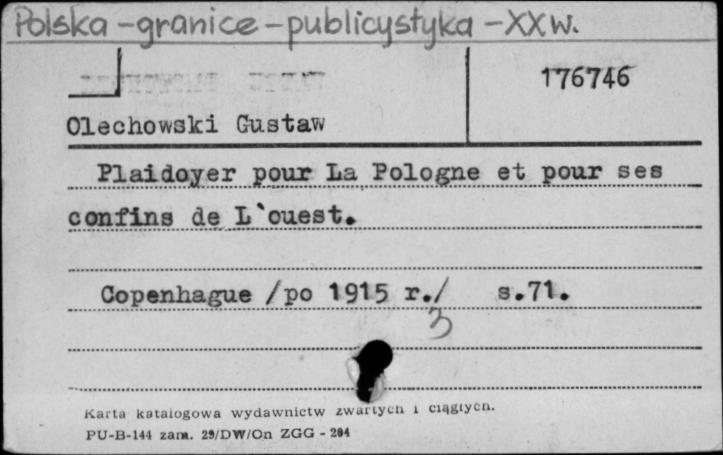 Polska - granice - publicystyka - XX w.
176746
Olechowski Gustaw
Plaidoyer pour La Pologne et pour ses
confins de L`ouest.
Copenhague /po 1915 r./ s.71.
3
Karta katalogowa wydawnictw zwartych i ciągłych.
PU-B-144 zam. 29/DW/On ZGG - 204